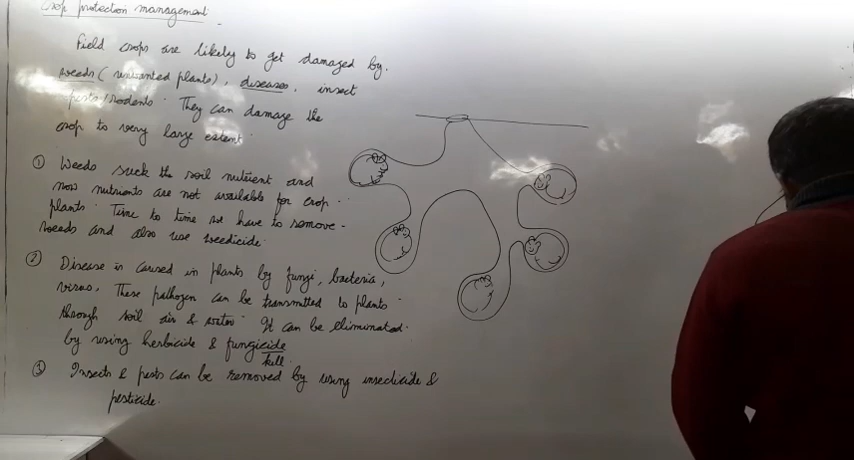 Crop protection management
Field crops are likely to get damaged by.
weeds (unwanted plants), diseases, insect
pests/rodents. They can damage the
crop to very large extent.
① Weeds suck the soil nutrient and
now nutrients are not available for crop.
plants. Time to time we have to remove -
weeds and also use weedicide.
② Disease is caused in plants by fungi, bacteria,
virus. These pathogen can be transmitted to plants
through soil air & water. It can be eliminated.
by using herbicide & fungicide
kill.
③ Insects & pests can be removed by using insecticide &
pesticide.